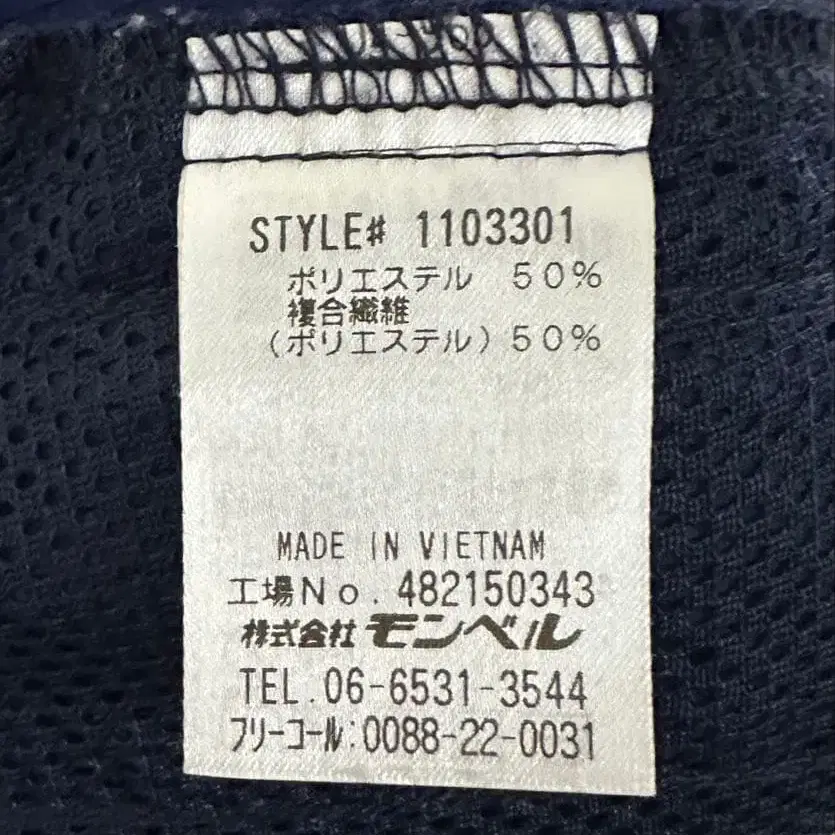 STYLE# 1103301
ポリエステル 50%
複合繊維
(ポリエステル) 50%
MADE IN VIETNAM
工場No. 482150343
株式会社 モンベル
TEL. 06-6531-3544
フリーコール: 0088-22-0031